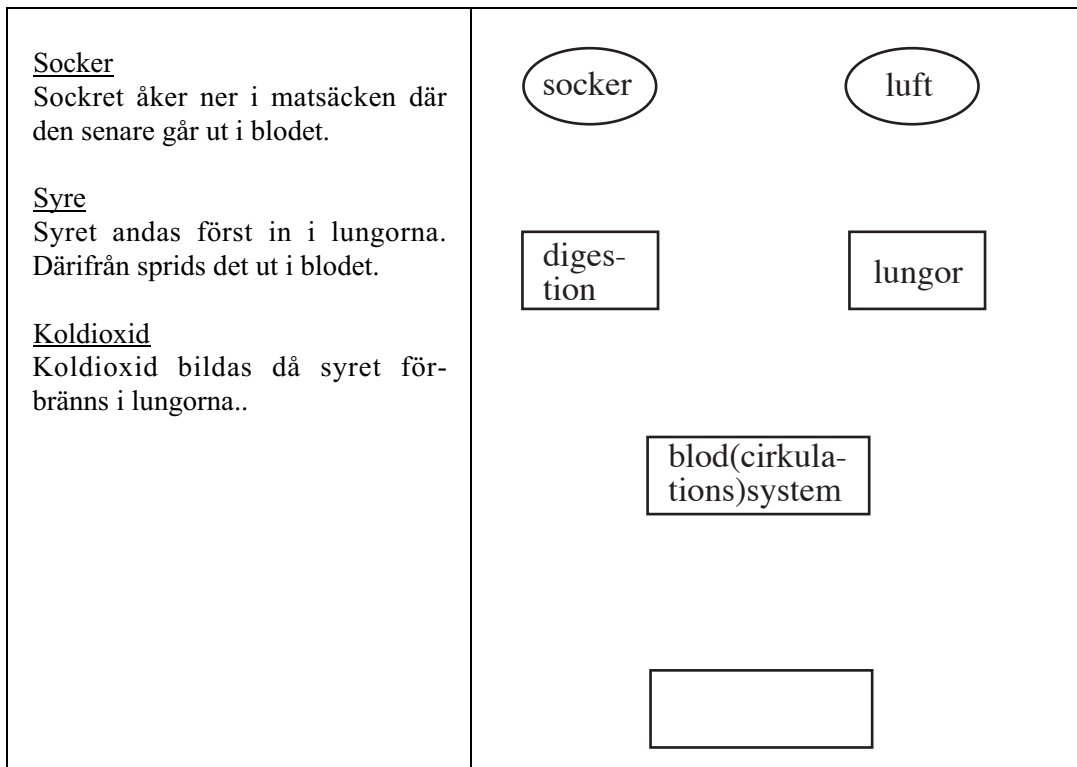 Socker
Sockret åker ner i matsäcken där
den senare går ut i blodet.
Syre
Syret andas först in i lungorna.
Därifrån sprids det ut i blodet.
Koldioxid
Koldioxid bildas då syret för-
bränns i lungorna..
socker
luft
diges-
tion
lungor
blod(cirkula-
tions)system